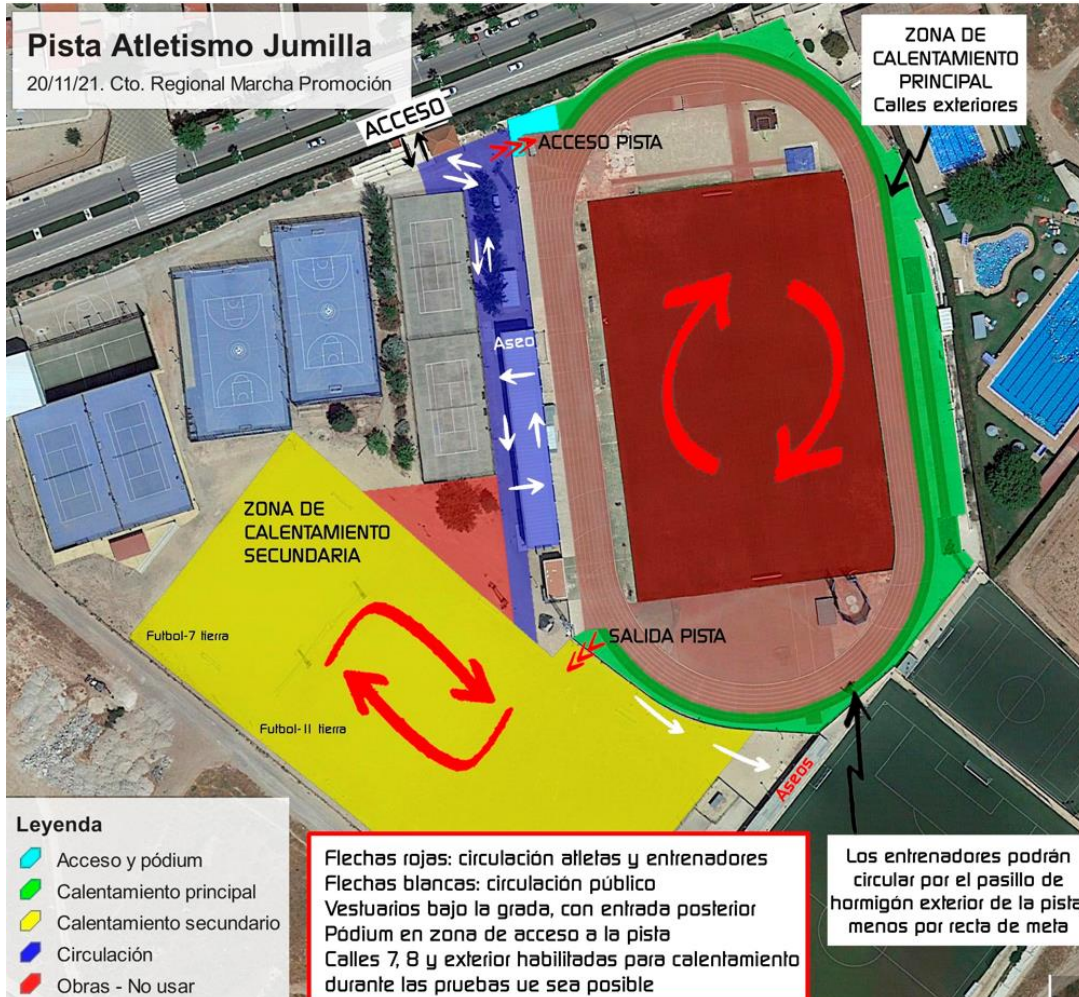 Pista Atletismo Jumilla
20/11/21. Cto. Regional Marcha Promoción
ZONA DE
CALENTAMIENTO
PRINCIPAL
Calles exteriores
ACCESO
ACCESO PISTA
Aseo
ZONA DE
CALENTAMIENTO
SECUNDARIA
Futbol-7 tierra
SALIDA PISTA
Futbol-11 tierra
Aseos
Leyenda
Acceso y pódium
Calentamiento principal
Calentamiento secundario
Circulación
Obras - No usar
Flechas rojas: circulación atletas y entrenadores
Flechas blancas: circulación público
Vestuarios bajo la grada, con entrada posterior
Pódium en zona de acceso a la pista
Calles 7, 8 y exterior habilitadas para calentamiento
durante las pruebas ue sea posible
Los entrenadores podrán
circular por el pasillo de
hormigón exterior de la pista
menos por recta de meta